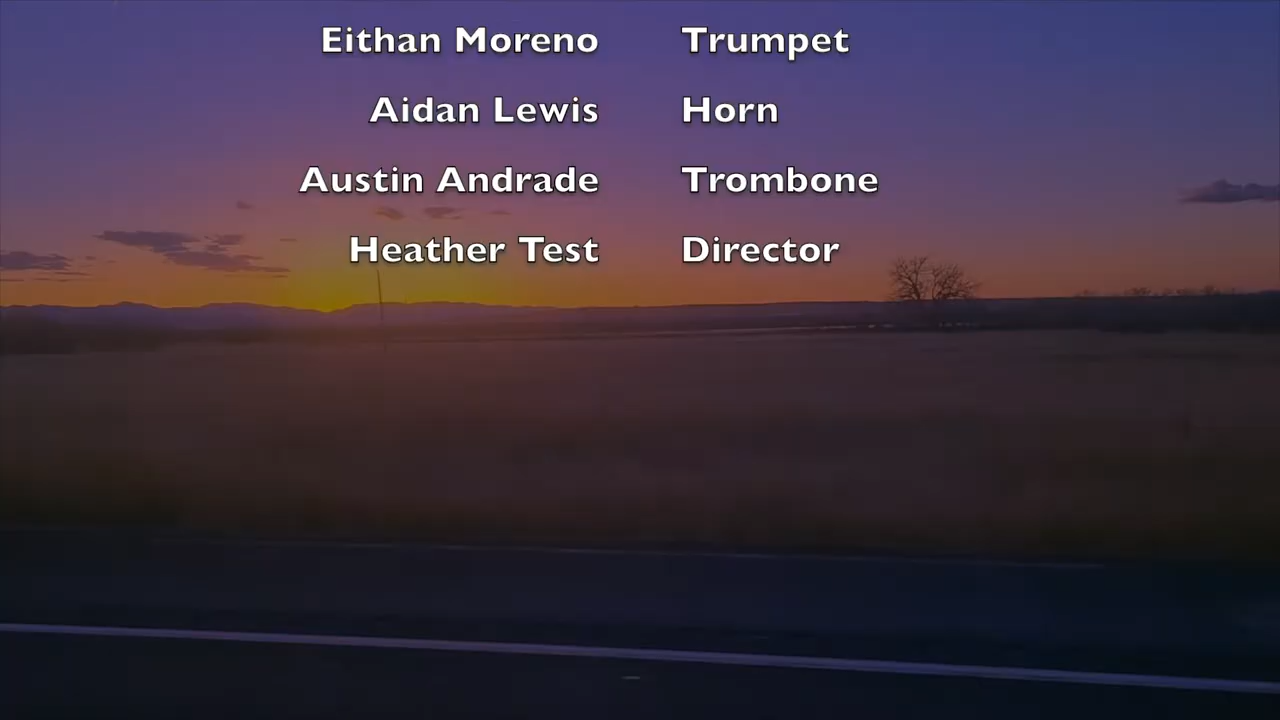 Eithan Moreno Trumpet
Aidan Lewis Horn
Austin Andrade Trombone
Heather Test Director